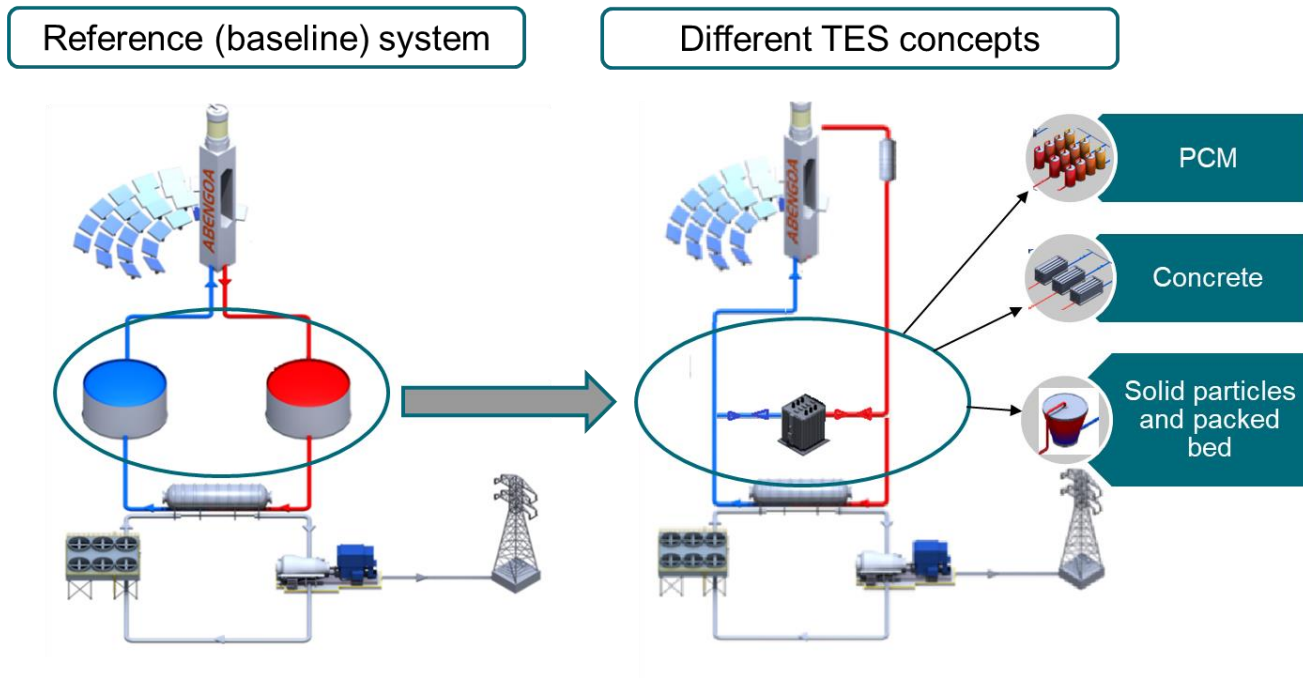 Reference (baseline) system
Different TES concepts
ABENGOA
ABENGOA
PCM
Concrete
Solid particles
and packed
bed